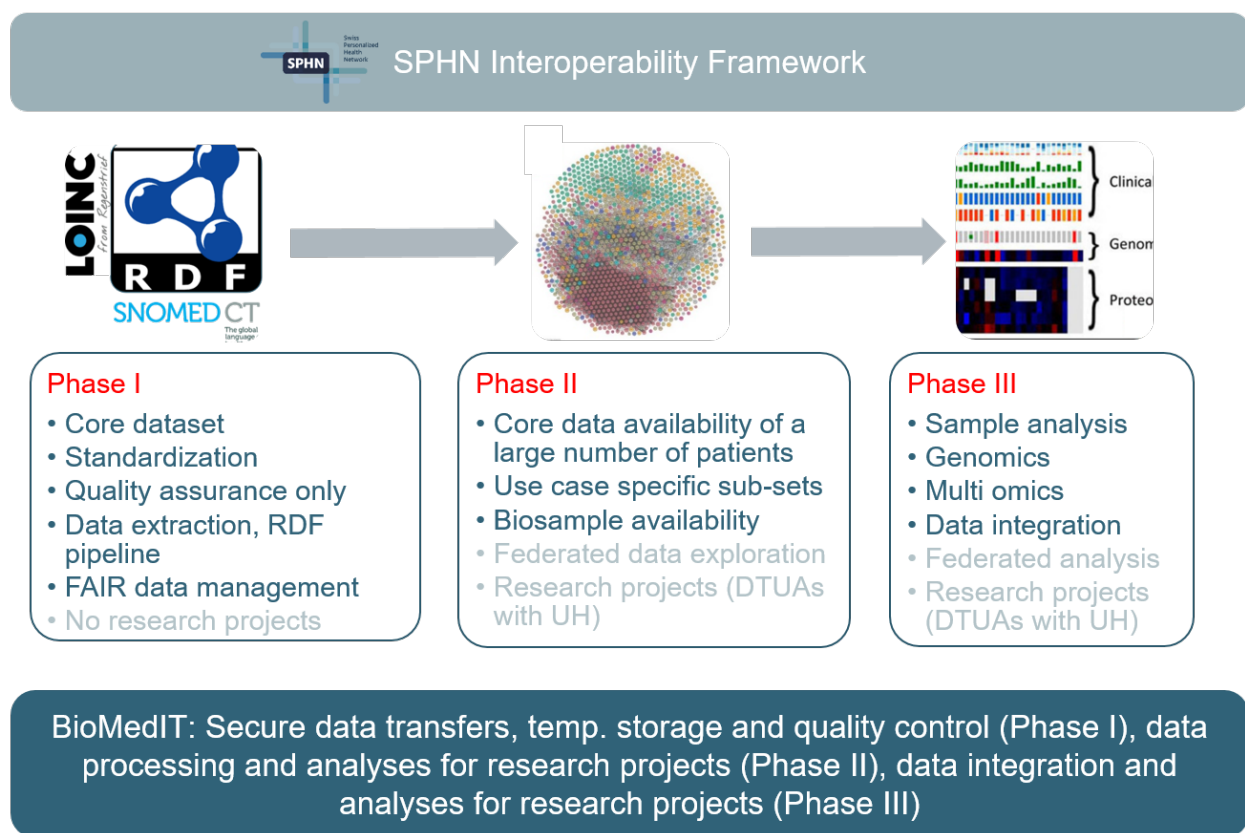 Swiss
Personalized
Health
Network
SPHN
SPHN Interoperability Framework
LOINC
from Regenstrief
RDF
SNOMED CT
The global
language
Clinical
Genom
Proteo
Phase I
• Core dataset
• Standardization
• Quality assurance only
• Data extraction, RDF
pipeline
• FAIR data management
• No research projects
Phase II
• Core data availability of a
large number of patients
• Use case specific sub-sets
• Biosample availability
• Federated data exploration
• Research projects (DTUAs
with UH)
Phase III
• Sample analysis
• Genomics
• Multi omics
• Data integration
• Federated analysis
• Research projects
(DTUAs with UH)
BioMedIT: Secure data transfers, temp. storage and quality control (Phase I), data
processing and analyses for research projects (Phase II), data integration and
analyses for research projects (Phase III)